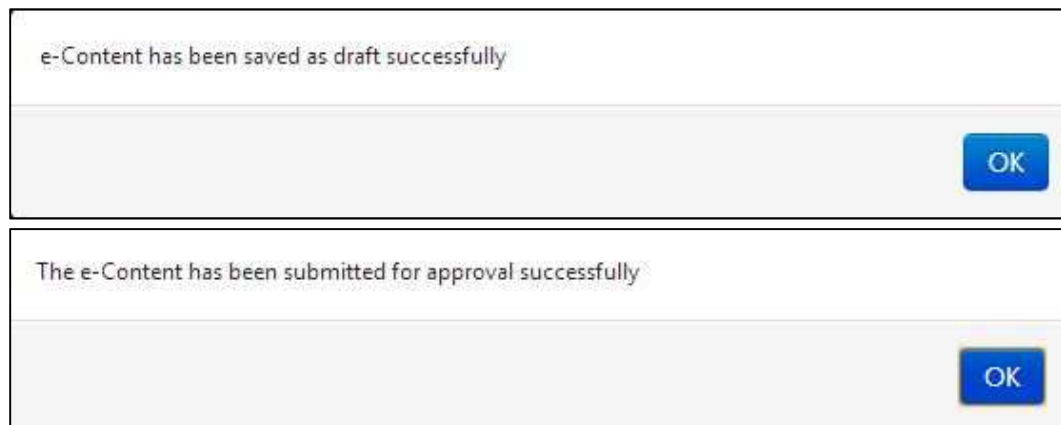 e-Content has been saved as draft successfully
OK
The e-Content has been submitted for approval successfully
OK